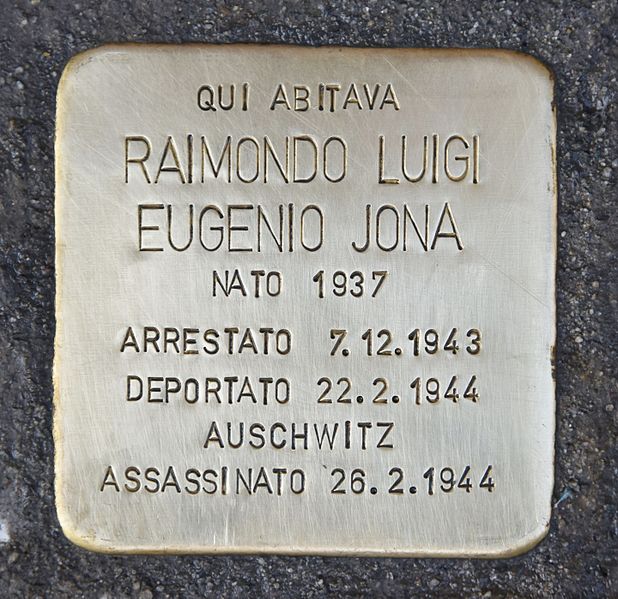 QUI ABITAVA
RAIMONDO LUIGI
EUGENIO JONA
NATO 1937
ARRESTATO 7.12.1943
DEPORTATO 22.2.1944
AUSCHWITZ
ASSASSINATO 26.2.1944